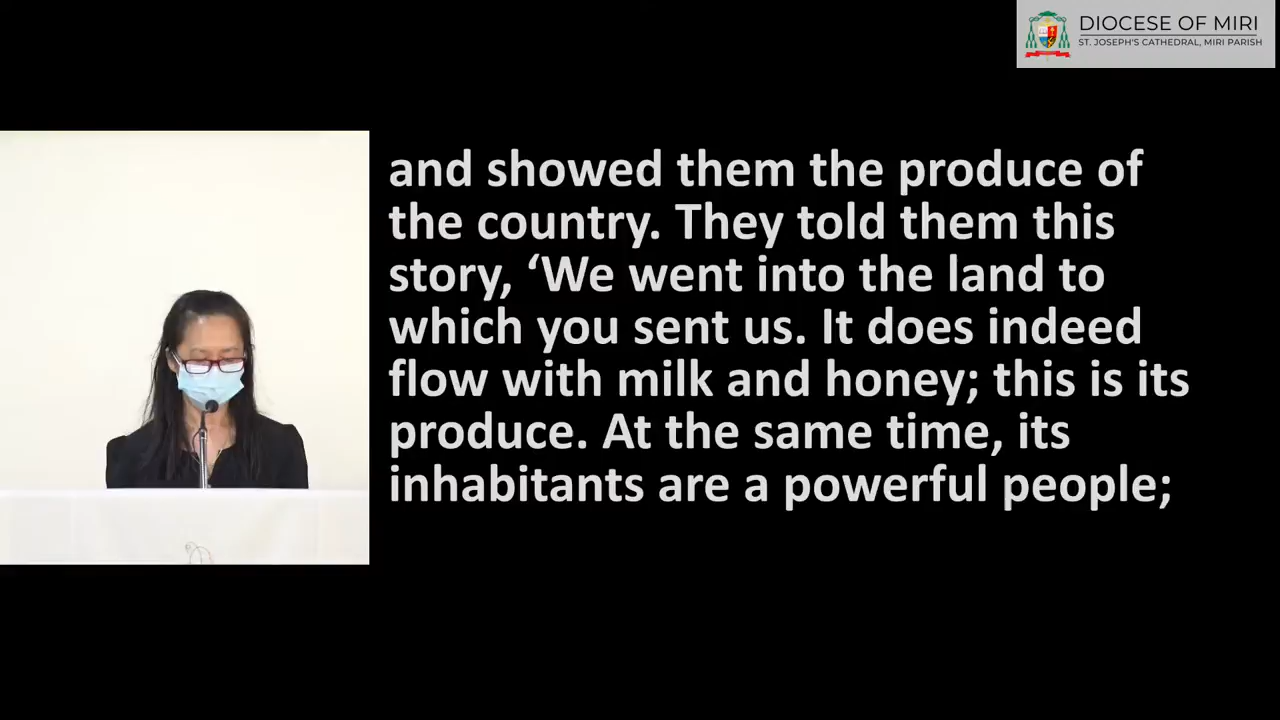 DIOCESE OF MIRI
ST. JOSEPH'S CATHEDRAL, MIRI PARISH
and showed them the produce of
the country. They told them this
story, ‘We went into the land to
which you sent us. It does indeed
flow with milk and honey; this is its
produce. At the same time, its
inhabitants are a powerful people;